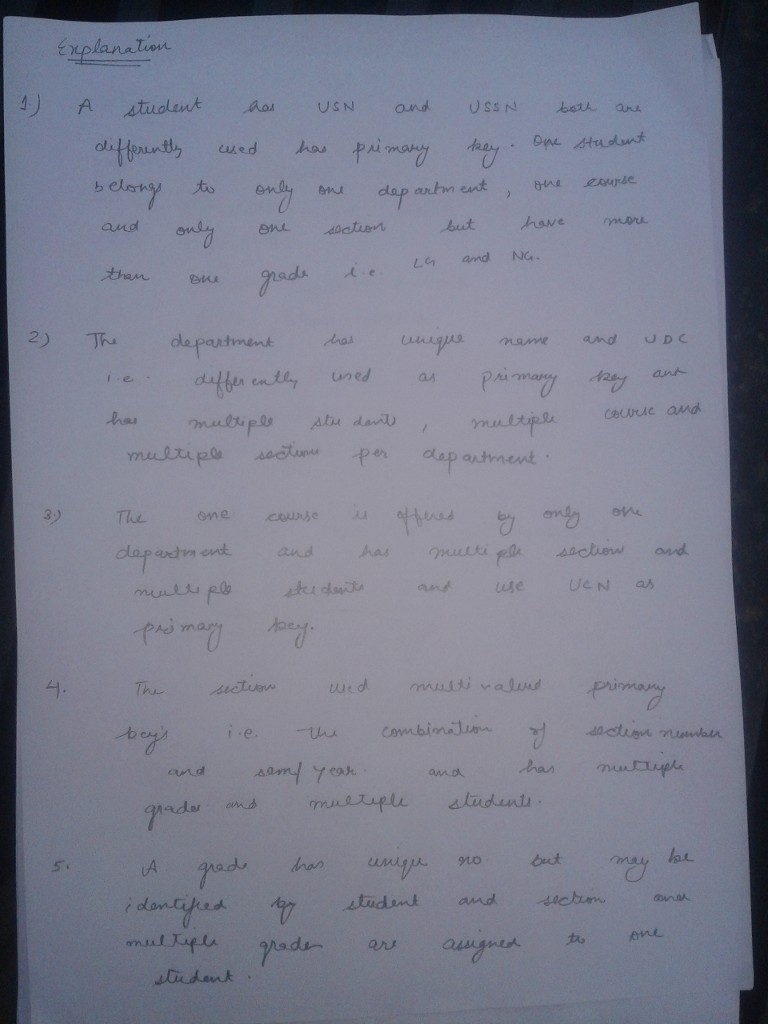 Explanation
1.) A student has USN and USSN both are
differently used has primary key. One student
belongs to only one department, one course
and only one section but have more
than one grade i.e. LG and NG.
2) The department has unique name and UDC
i.e. differently used as primary key and
has multiple students, multiple course and
multiple sections per department.
3.) The one course is offered by only one
department and has multiple section and
multiple students and use UCN as
primary key.
4. The section used multivalued primary
key's i.e. the combination of section number
and sem/year and has multiple
grades and multiple students.
5. A grade has unique no but may be
identified by student and section and
multiple grades are assigned to one
student.